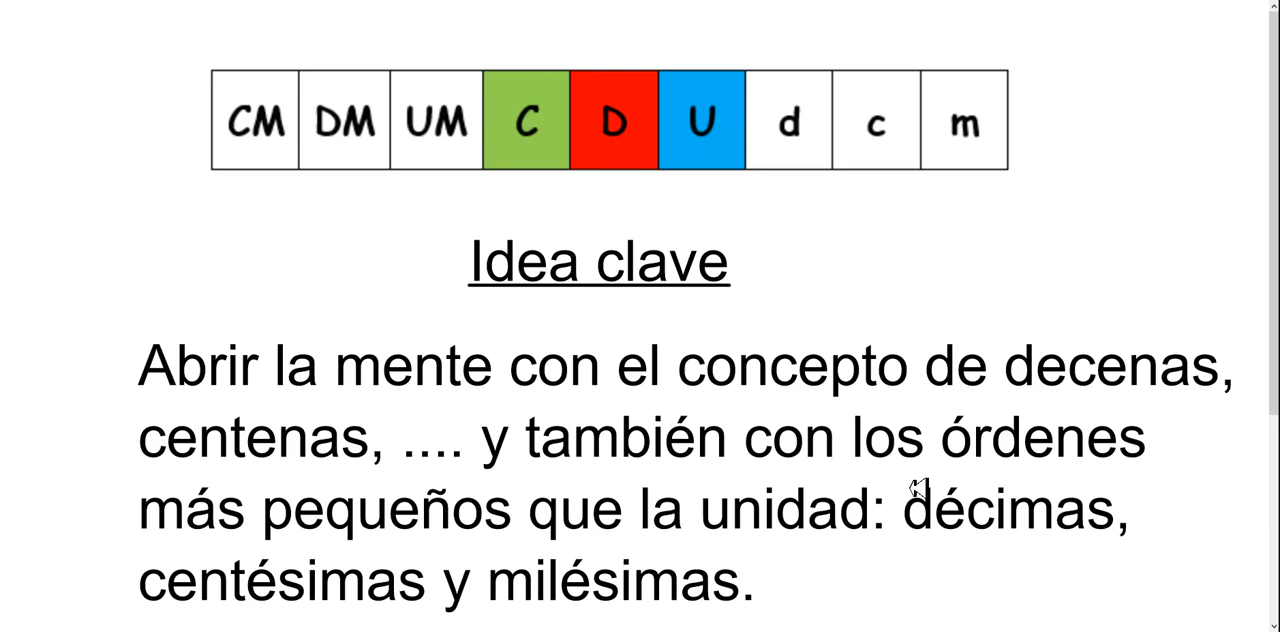 CM DM UM C D U d c m
Idea clave
Abrir la mente con el concepto de decenas,
centenas, .... y también con los órdenes
más pequeños que la unidad: décimas,
centésimas y milésimas.